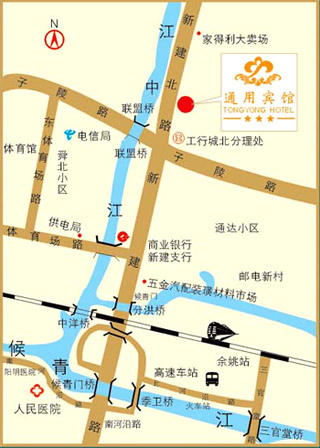 N
江
中
江
新建北路
家得利大卖场
通用宾馆
TONGYONG HOTEL
子陵路
联盟桥
电信局
联盟桥
工行城北分理处
体育馆
东体育场路
舜北小区
新
子陵路
供电局
体育场路
通达小区
商业银行
新建支行
建
邮电新村
五金汽配装璜材料市场
候青门
分洪桥
中洋桥
路
候青江
余姚站
高速车站
火车站
阳明医院
人民医院
候青门桥
季卫桥
南河沿路
三官堂桥